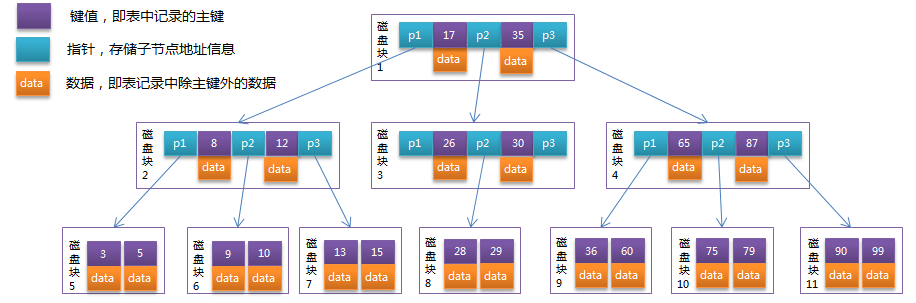 键值，即表中记录的主键
指针，存储子节点地址信息
data 数据，即表记录中除主键外的数据
磁盘块1 p1 17 p2 35 p3
data data
磁盘块2 p1 8 p2 12 p3
data data
磁盘块3 p1 26 p2 30 p3
data data
磁盘块4 p1 65 p2 87 p3
data data
磁盘块5 3 5
data data
磁盘块6 9 10
data data
磁盘块7 13 15
data data
磁盘块8 28 29
data data
磁盘块9 36 60
data data
磁盘块10 75 79
data data
磁盘块11 90 99
data data